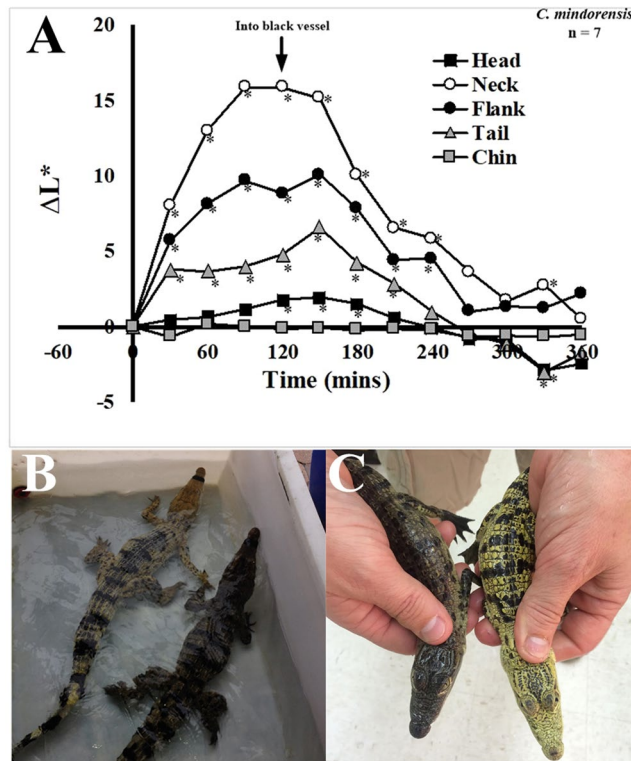 A
C. mindorensis
n = 7
Into black vessel
Head
Neck
Flank
Tail
Chin
ΔL*
20
15
10
5
0
-5
-60
0
60
120
180
240
300
360
Time (mins)
B
C